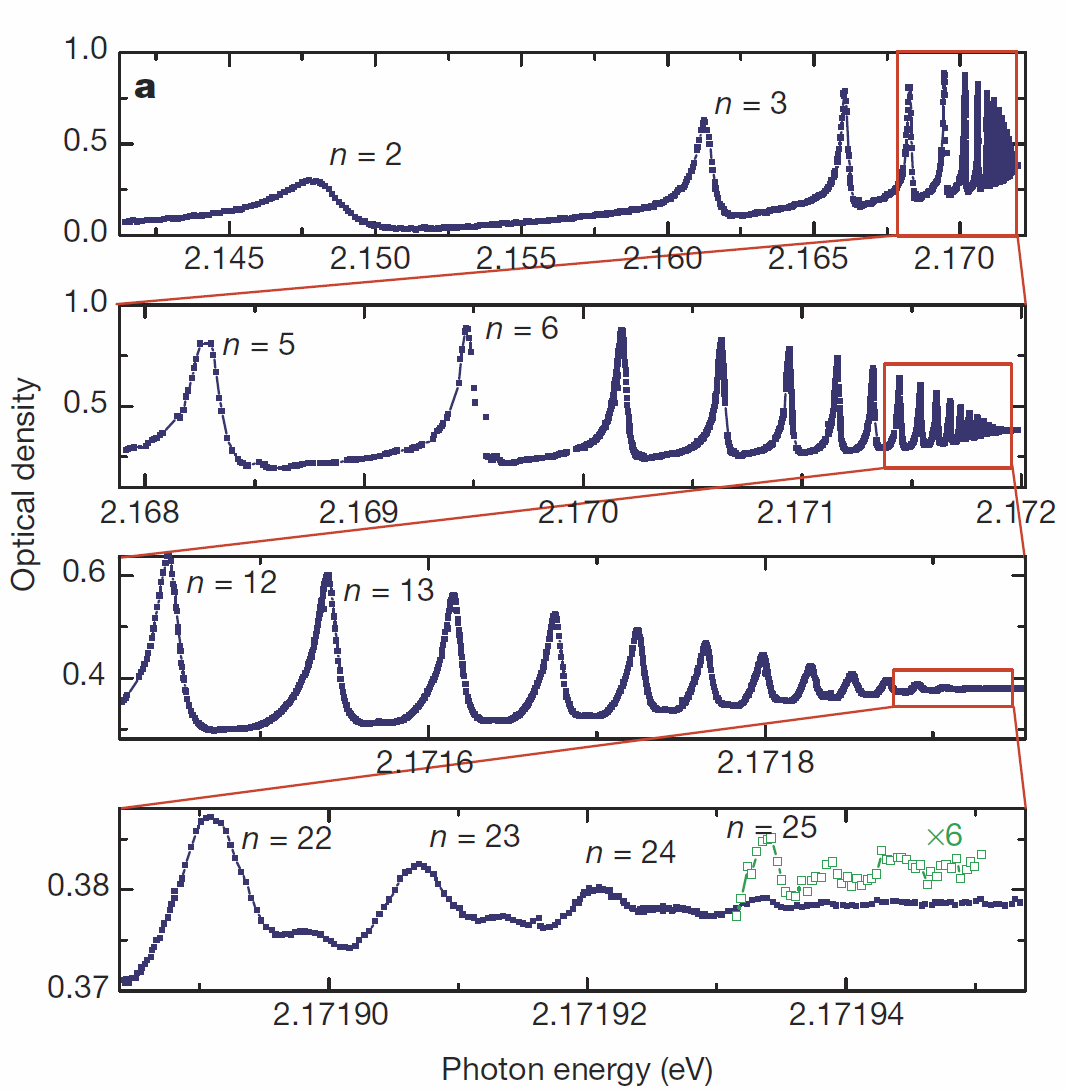 a
1.0
0.5
0.0
n = 2
n = 3
2.145 2.150 2.155 2.160 2.165 2.170
1.0
0.5
n = 5
n = 6
2.168 2.169 2.170 2.171 2.172
Optical density
0.6
0.4
n = 12
n = 13
2.1716 2.1718
0.38
0.37
n = 22
n = 23
n = 24
n = 25
×6
2.17190 2.17192 2.17194
Photon energy (eV)